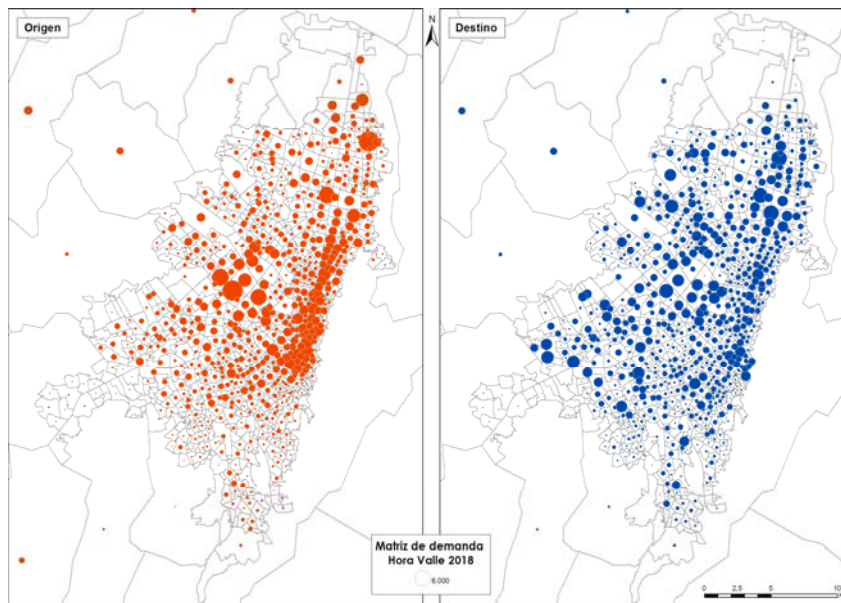 Origen
N
Destino
Matriz de demanda
Hora Valle 2018
6.000
0 2,5 5 10